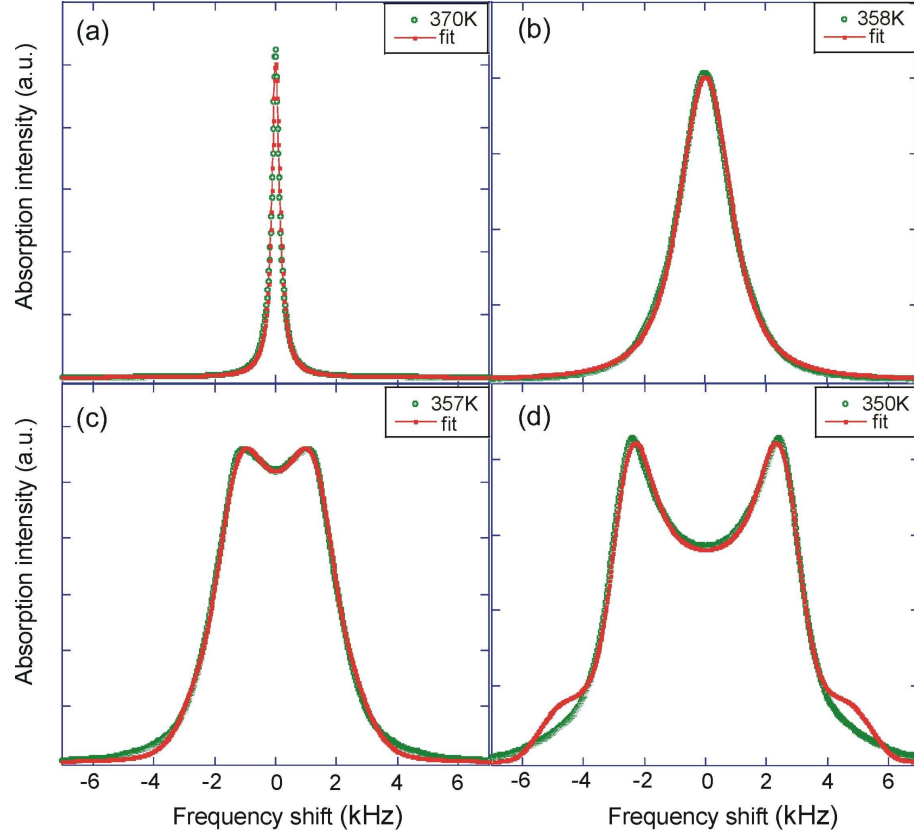 (a)
370K
fit
(b)
358K
fit
Absorption intensity (a.u.)
(c)
357K
fit
(d)
350K
fit
Absorption intensity (a.u.)
-6 -4 -2 0 2 4 6
-6 -4 -2 0 2 4 6
Frequency shift (kHz)
Frequency shift (kHz)